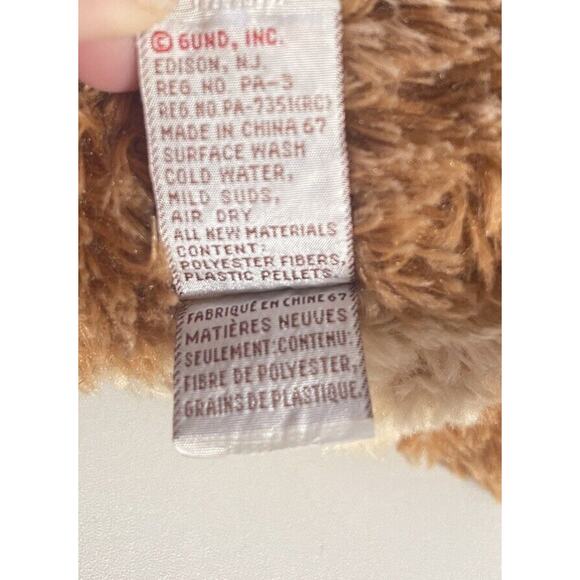 © GUND, INC.
EDISON, N.J.
REG. NO. PA-3
REG.NO.PA-7351(RC)
MADE IN CHINA 67
SURFACE WASH
COLD WATER,
MILD SUDS,
AIR DRY
ALL NEW MATERIALS
CONTENT:
POLYESTER FIBERS,
PLASTIC PELLETS.
FABRIQUÉ EN CHINE 67
MATIÈRES NEUVES
SEULEMENT:CONTENU:
FIBRE DE POLYESTER,
GRAINS DE PLASTIQUE.